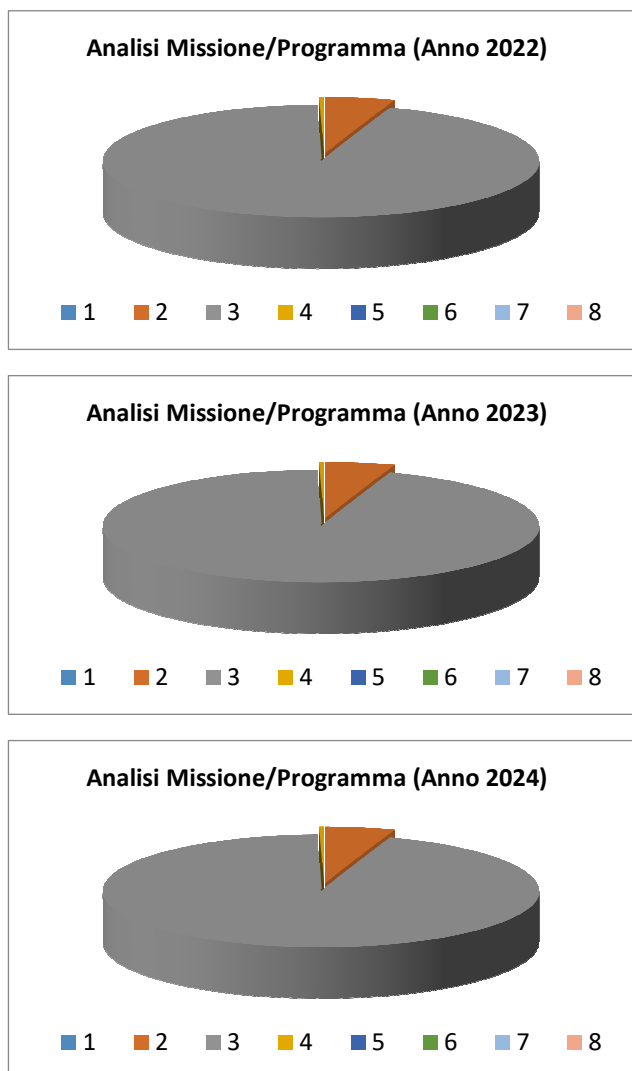 Analisi Missione/Programma (Anno 2022)
1 2 3 4 5 6 7 8
Analisi Missione/Programma (Anno 2023)
1 2 3 4 5 6 7 8
Analisi Missione/Programma (Anno 2024)
1 2 3 4 5 6 7 8